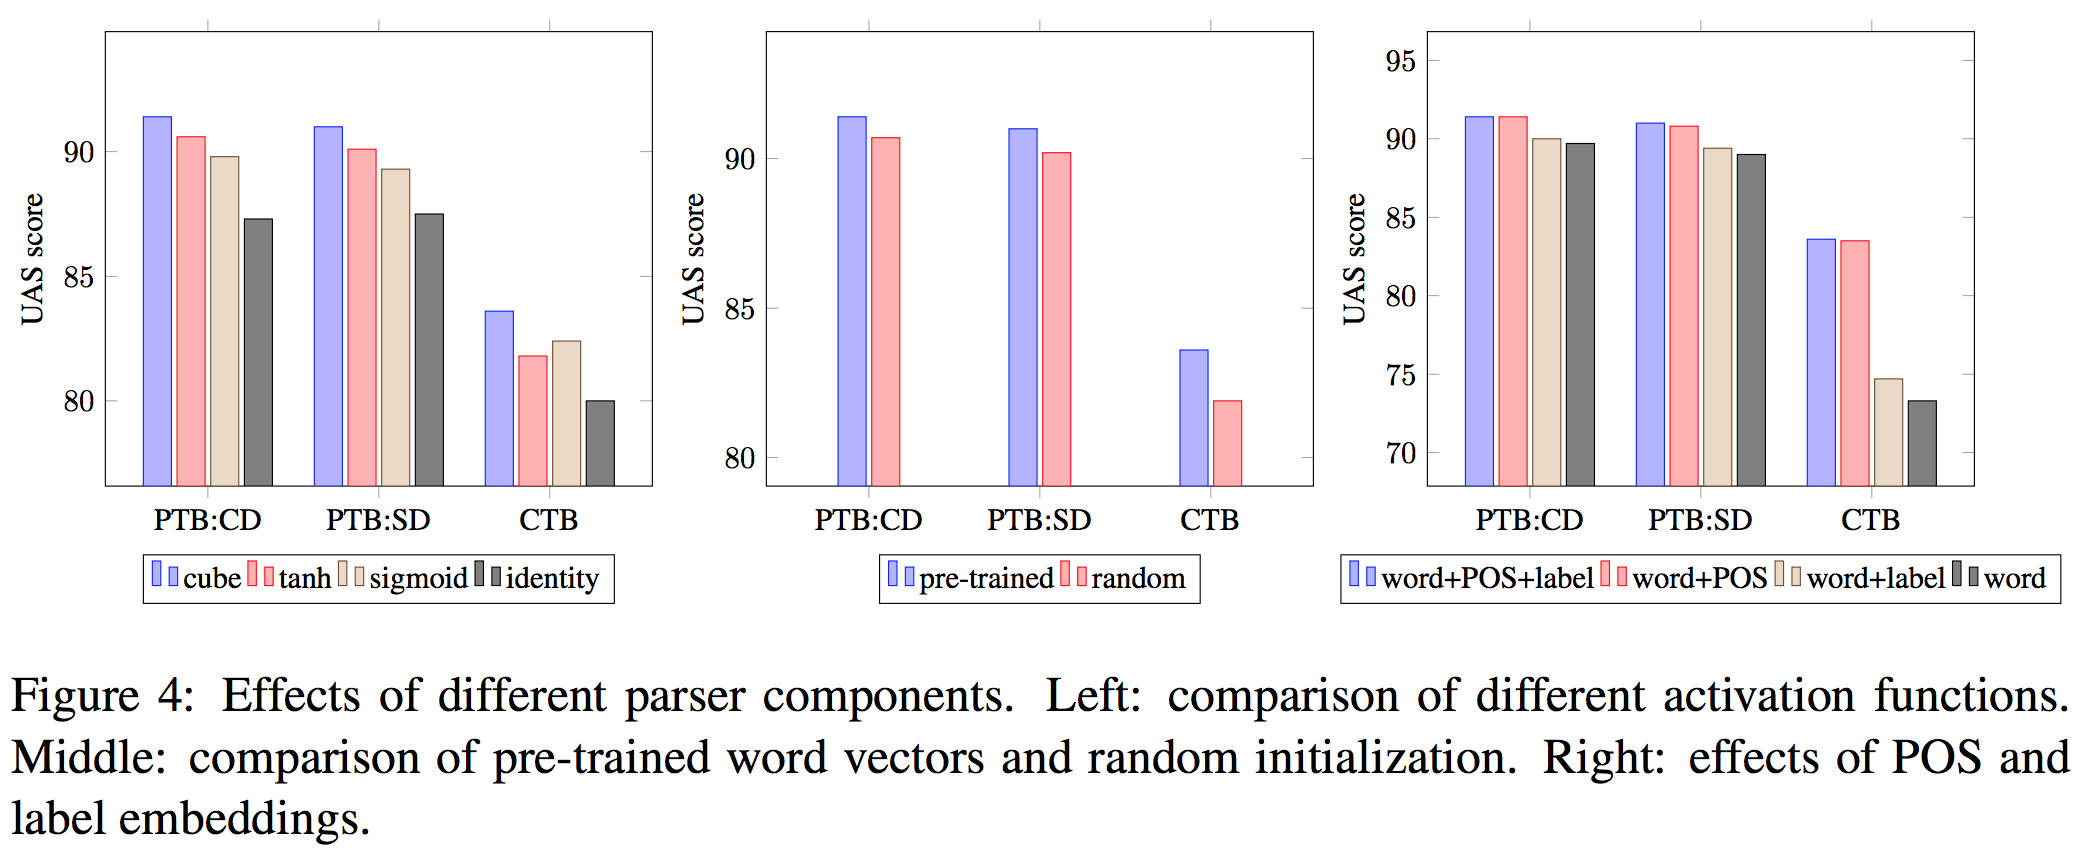 UAS score
90
85
80
PTB:CD PTB:SD CTB
cube tanh sigmoid identity
UAS score
90
85
80
PTB:CD PTB:SD CTB
pre-trained random
UAS score
95
90
85
80
75
70
PTB:CD PTB:SD CTB
word+POS+label word+POS word+label word
Figure 4: Effects of different parser components. Left: comparison of different activation functions.
Middle: comparison of pre-trained word vectors and random initialization. Right: effects of POS and
label embeddings.